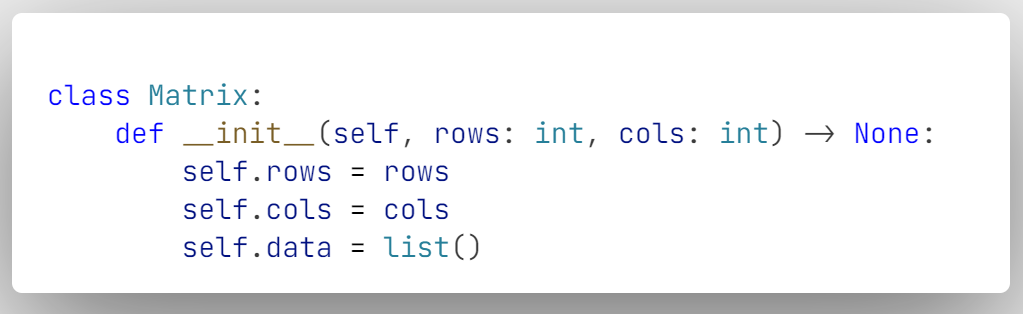 class Matrix:
    def __init__(self, rows: int, cols: int) -> None:
        self.rows = rows
        self.cols = cols
        self.data = list()